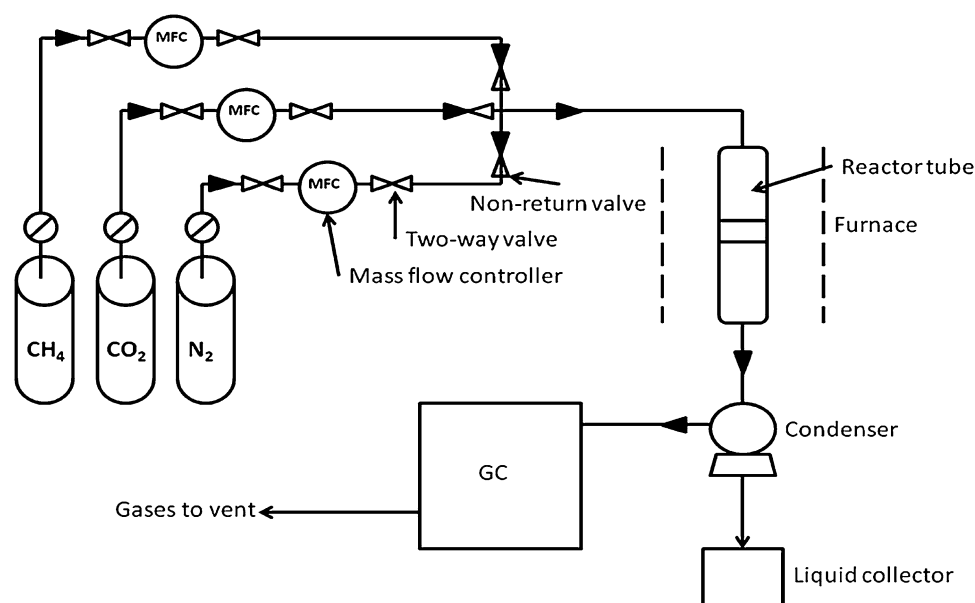 MFC
MFC
MFC
Reactor tube
Non-return valve
Furnace
Two-way valve
Mass flow controller
CH₄
CO₂
N₂
Condenser
GC
Gases to vent
Liquid collector